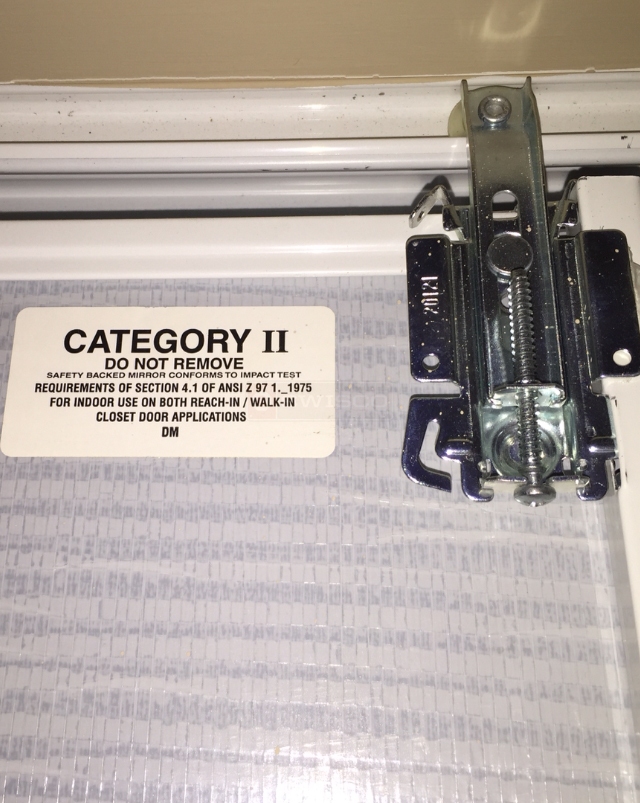 CATEGORY II
DO NOT REMOVE
SAFETY BACKED MIRROR CONFORMS TO IMPACT TEST
REQUIREMENTS OF SECTION 4.1 OF ANSI Z 97 1._1975
FOR INDOOR USE ON BOTH REACH-IN / WALK-IN
CLOSET DOOR APPLICATIONS
DM
20121